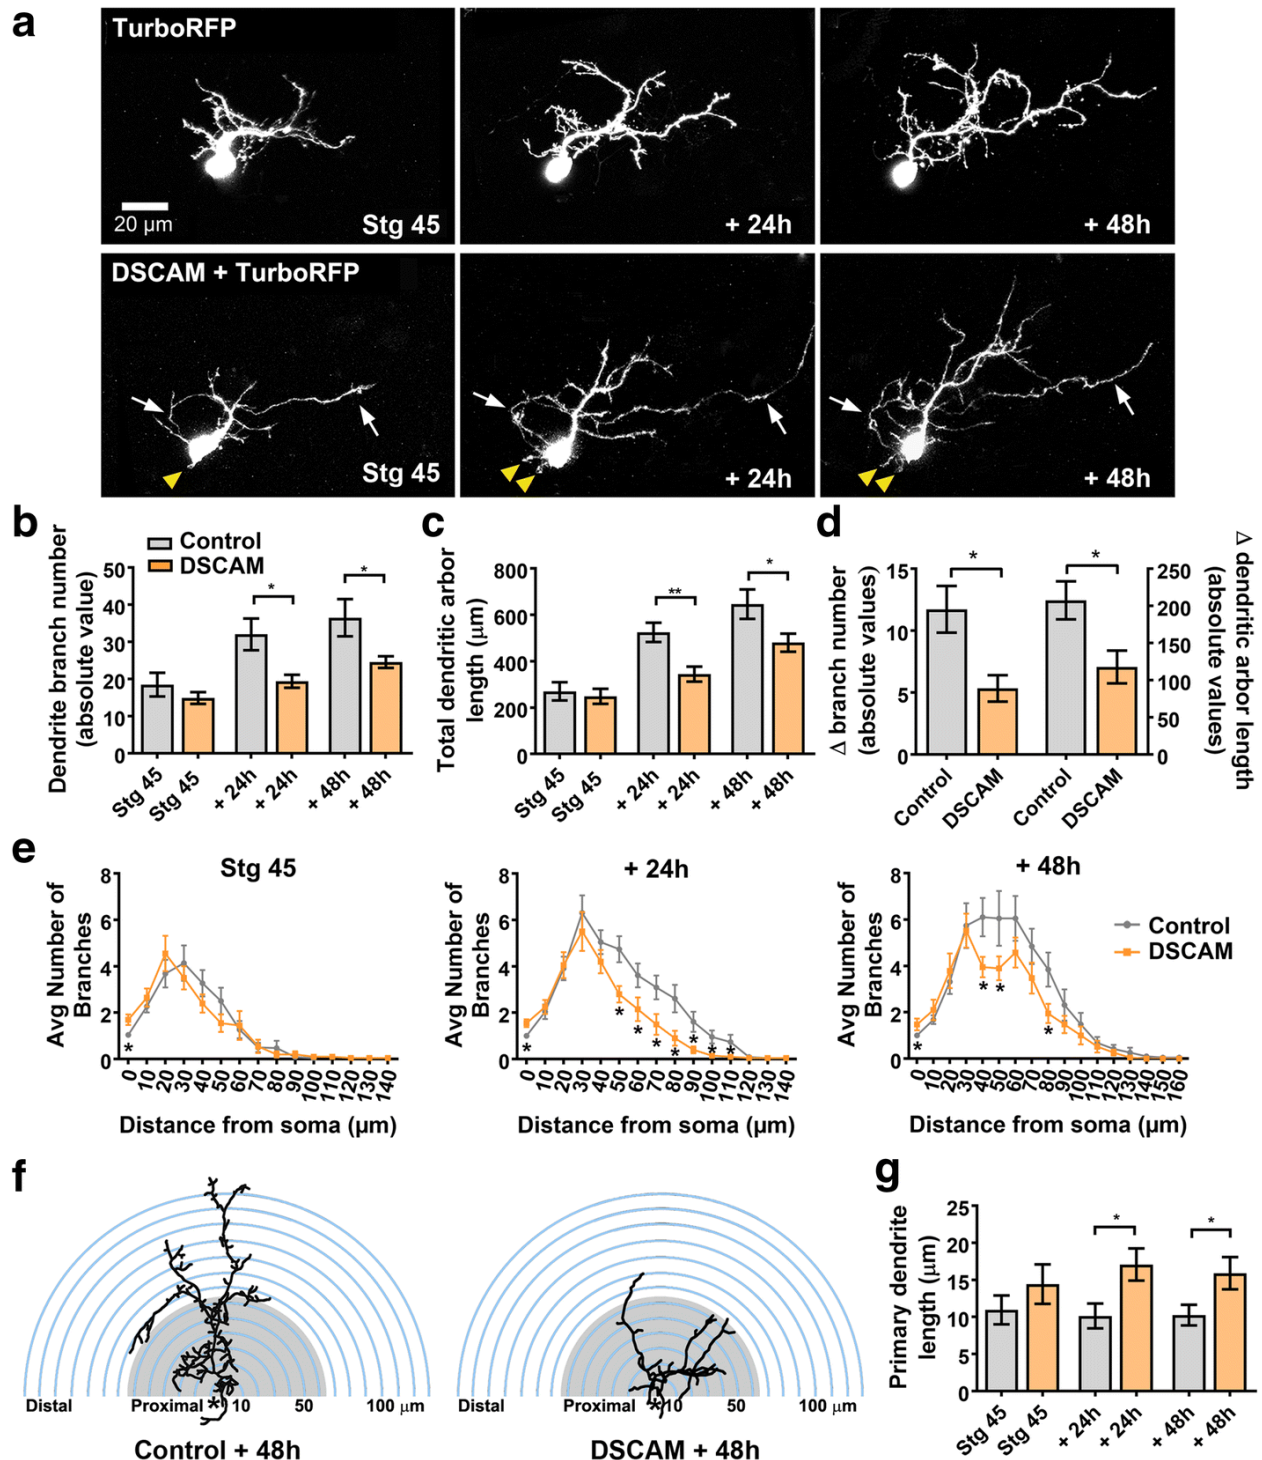 a
TurboRFP
20 µm
Stg 45
+ 24h
+ 48h
DSCAM + TurboRFP
Stg 45
+ 24h
+ 48h
b
Dendrite branch number
(absolute value)
Control
DSCAM
50
40
30
20
10
0
*
*
Stg 45
Stg 45
+ 24h
+ 24h
+ 48h
+ 48h
c
Total dendritic arbor
length (µm)
800
600
400
200
0
**
*
Stg 45
Stg 45
+ 24h
+ 24h
+ 48h
+ 48h
d
Δ branch number
(absolute values)
15
10
5
0
*
*
250
200
150
100
50
0
Δ dendritic arbor length
(absolute values)
Control
DSCAM
Control
DSCAM
e
Stg 45
Avg Number of
Branches
8
6
4
2
0
*
0 10 20 30 40 50 60 70 80 90 100 110 120 130 140
Distance from soma (µm)
+ 24h
Avg Number of
Branches
8
6
4
2
0
* * * * * * * *
0 10 20 30 40 50 60 70 80 90 100 110 120 130 140
Distance from soma (µm)
+ 48h
Avg Number of
Branches
8
6
4
2
0
* * * *
0 10 20 30 40 50 60 70 80 90 100 110 120 130 140 150 160
Distance from soma (µm)
Control
DSCAM
f
Distal Proximal * 10 50 100 µm
Control + 48h
Distal Proximal * 10 50 100 µm
DSCAM + 48h
g
Primary dendrite
length (µm)
25
20
15
10
5
0
*
*
Stg 45
Stg 45
+ 24h
+ 24h
+ 48h
+ 48h